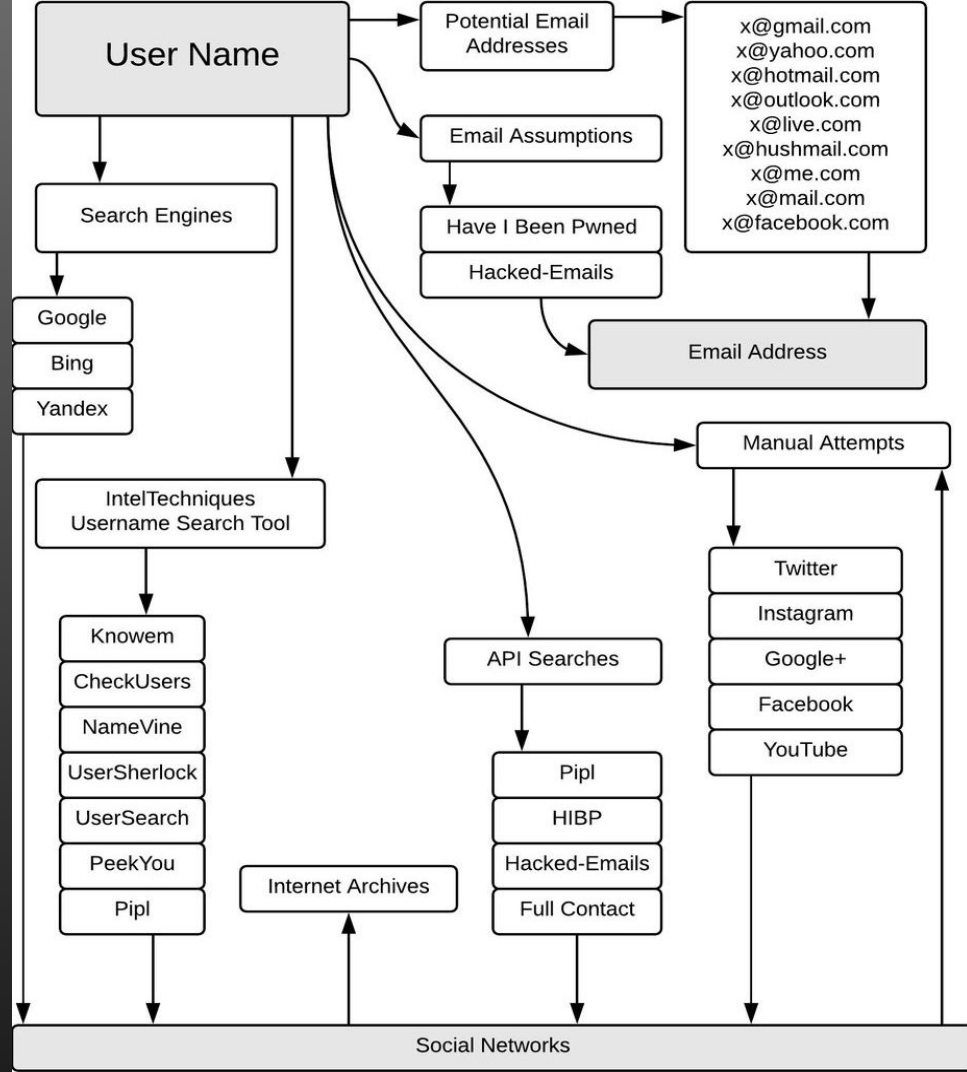 User Name
Potential Email
Addresses
x@gmail.com
x@yahoo.com
x@hotmail.com
x@outlook.com
x@live.com
x@hushmail.com
x@me.com
x@mail.com
x@facebook.com
Email Assumptions
Have I Been Pwned
Hacked-Emails
Email Address
Search Engines
Google
Bing
Yandex
IntelTechniques
Username Search Tool
Knowem
CheckUsers
NameVine
UserSherlock
UserSearch
PeekYou
Pipl
Internet Archives
API Searches
Pipl
HIBP
Hacked-Emails
Full Contact
Manual Attempts
Twitter
Instagram
Google+
Facebook
YouTube
Social Networks